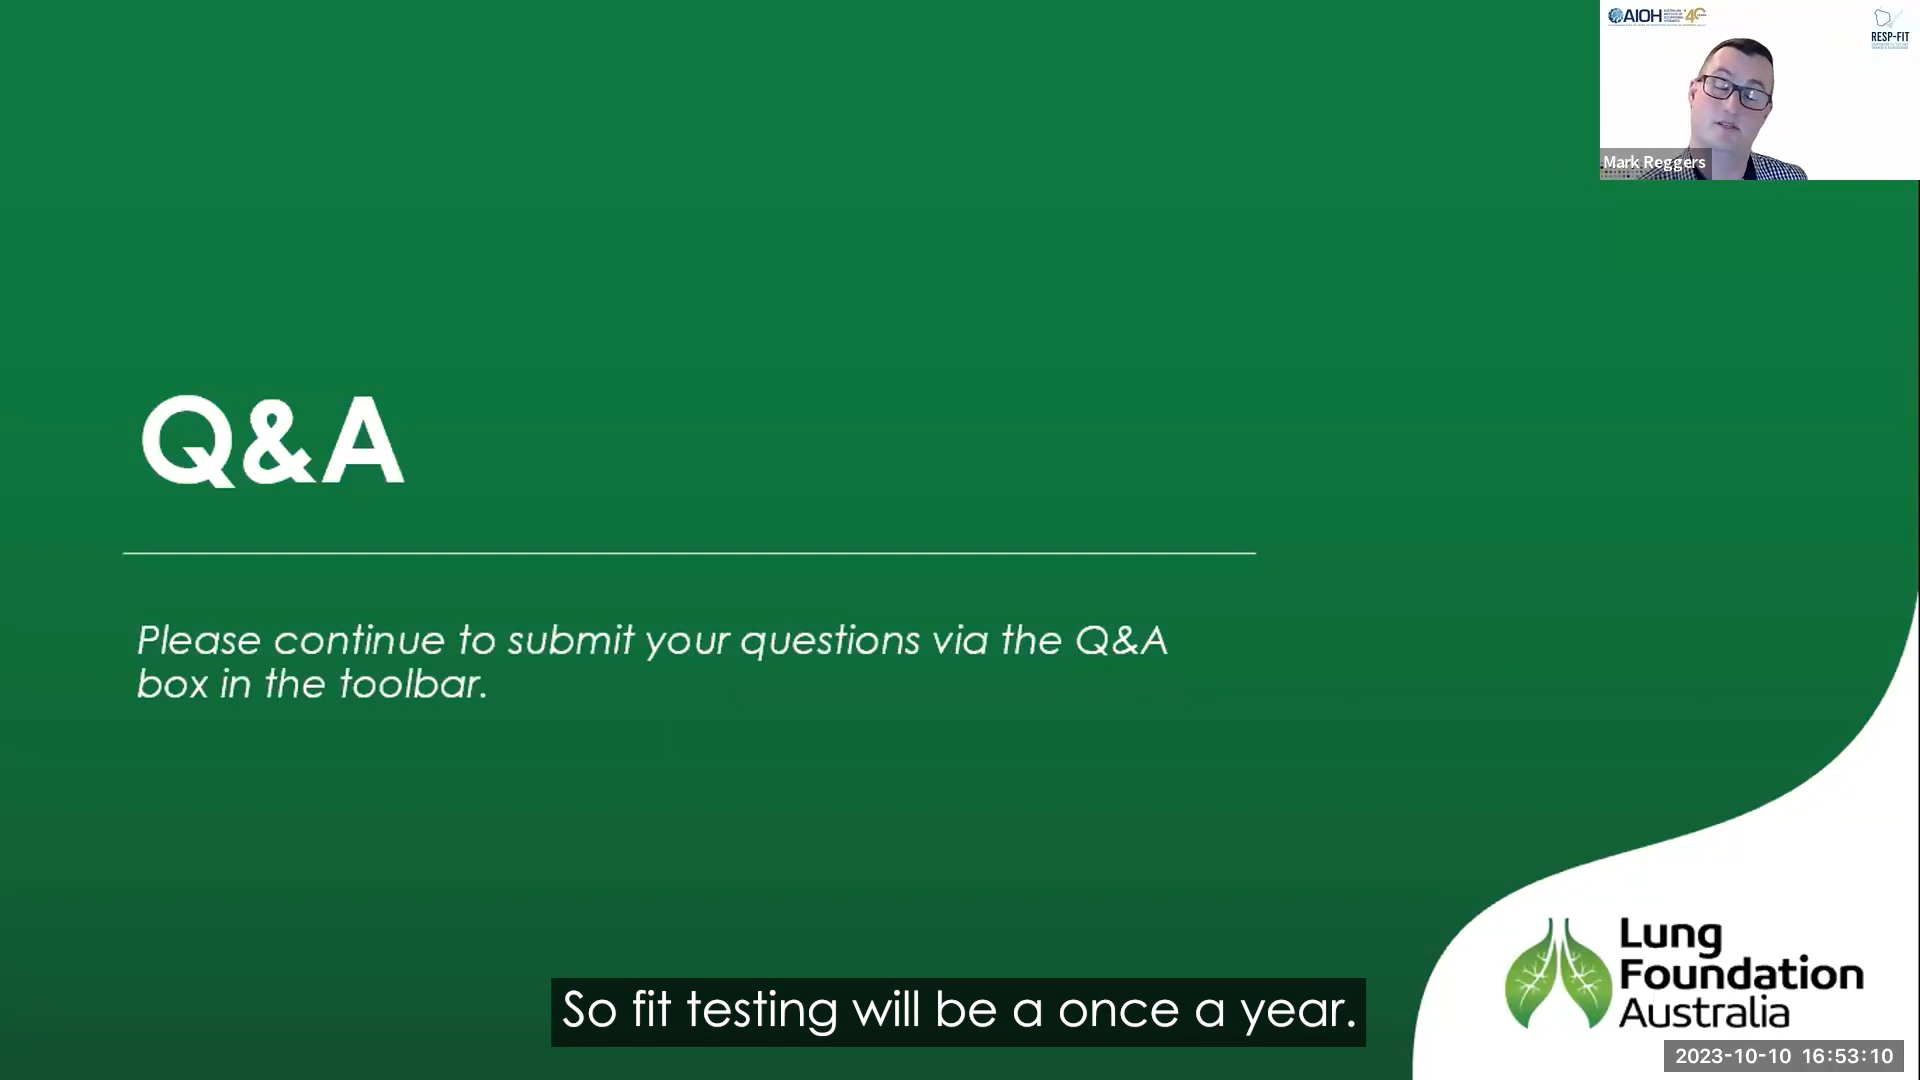 AIOH
40
RESP-FIT
Mark Reggers
Q&A
Please continue to submit your questions via the Q&A
box in the toolbar.
So fit testing will be a once a year.
Lung
Foundation
Australia
2023-10-10 16:53:10